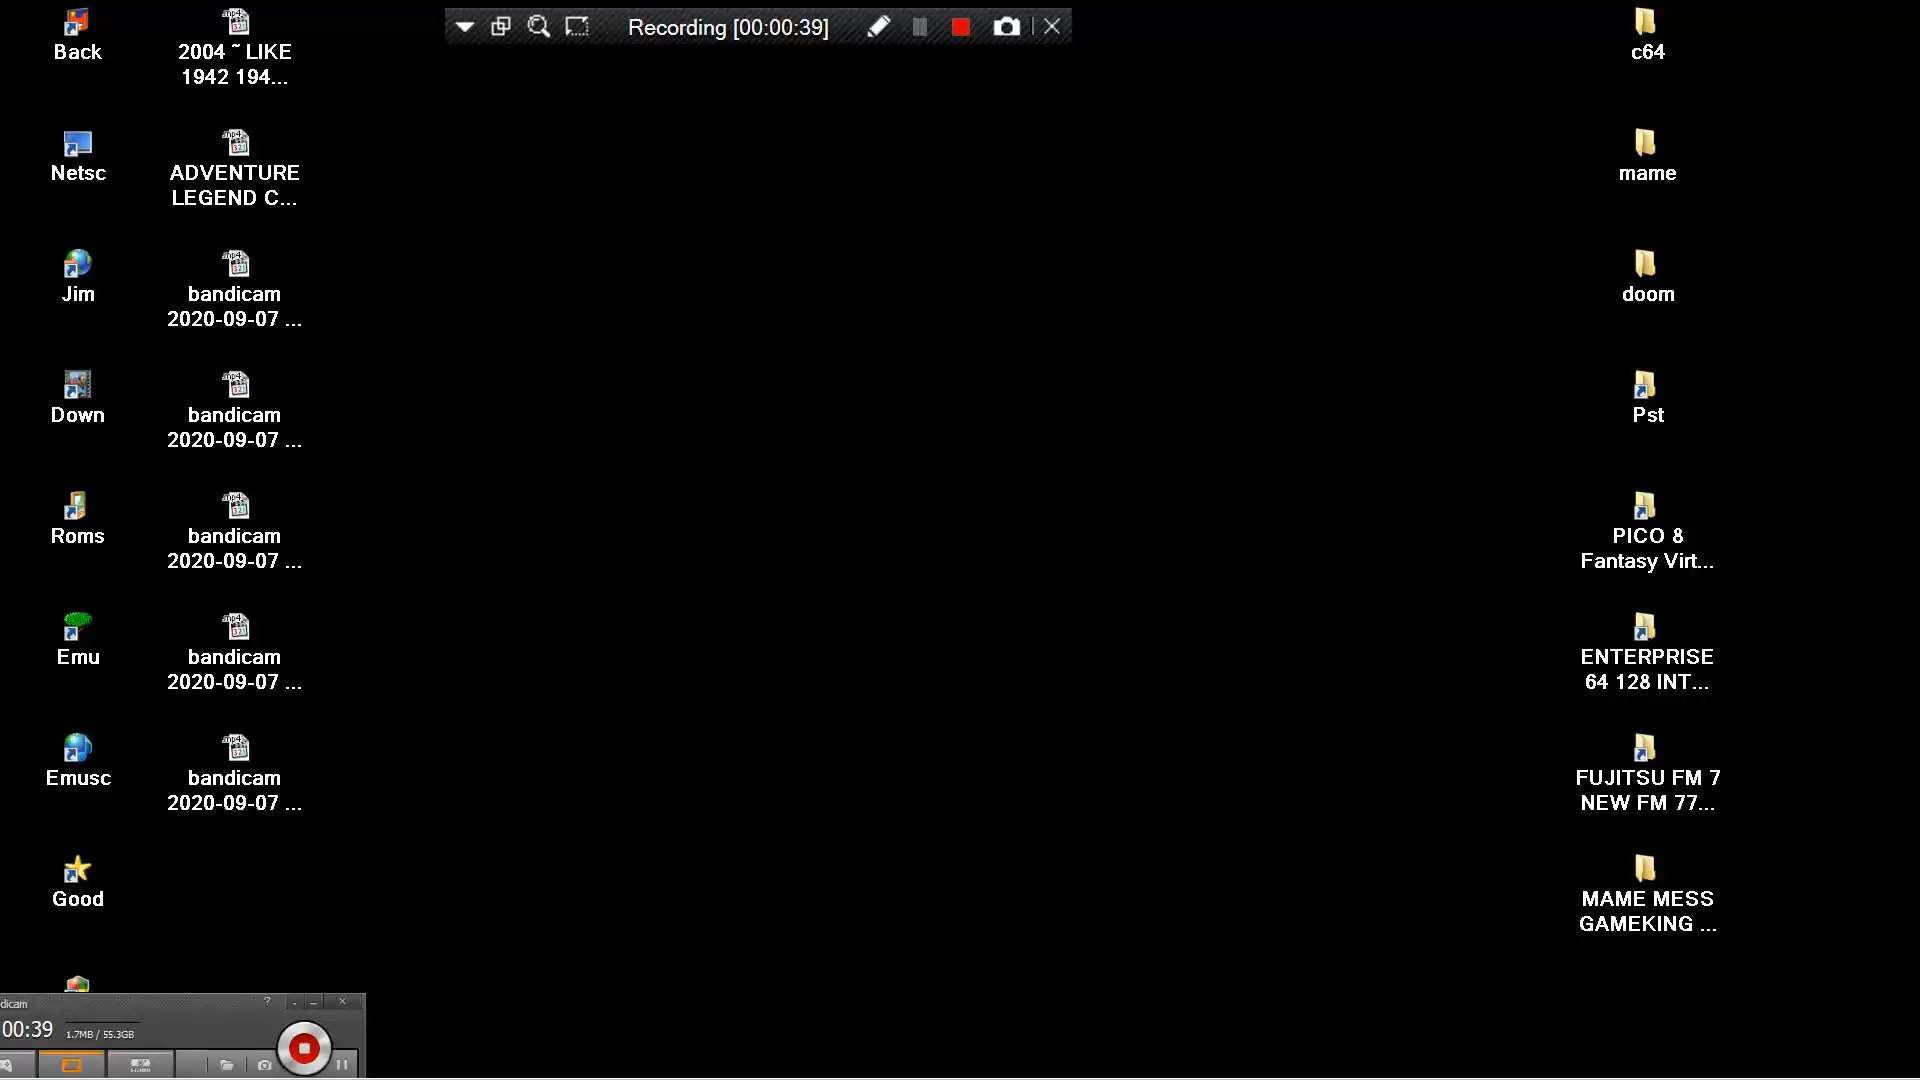 Recording [00:00:39]
Back
2004 ~ LIKE
1942 194...
c64
Netsc
ADVENTURE
LEGEND C...
mame
Jim
bandicam
2020-09-07 ...
doom
Down
bandicam
2020-09-07 ...
Pst
Roms
bandicam
2020-09-07 ...
PICO 8
Fantasy Virt...
Emu
bandicam
2020-09-07 ...
ENTERPRISE
64 128 INT...
Emusc
bandicam
2020-09-07 ...
FUJITSU FM 7
NEW FM 77...
Good
MAME MESS
GAMEKING ...
dicam
00:39 1.7MB / 55.3GB